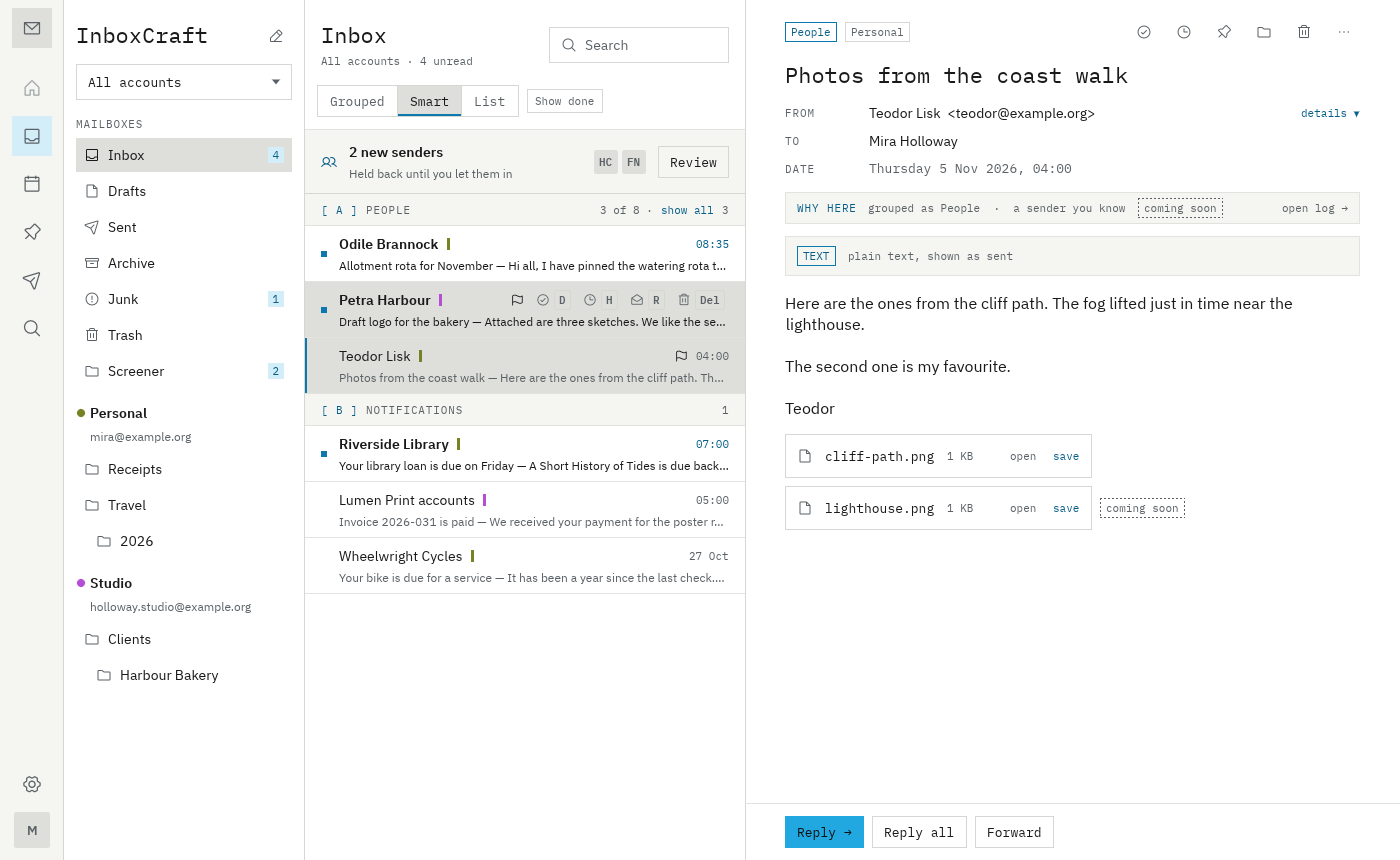 InboxCraft
All accounts
MAILBOXES
Inbox 4
Drafts
Sent
Archive
Junk 1
Trash
Screener 2
Personal
mira@example.org
Receipts
Travel
2026
Studio
holloway.studio@example.org
Clients
Harbour Bakery
M
Inbox
All accounts · 4 unread
Search
Grouped Smart List Show done
2 new senders
Held back until you let them in
HC FN Review
[ A ] PEOPLE 3 of 8 · show all 3
Odile Brannock 08:35
Allotment rota for November — Hi all, I have pinned the watering rota t…
Petra Harbour D H R Del
Draft logo for the bakery — Attached are three sketches. We like the se…
Teodor Lisk 04:00
Photos from the coast walk — Here are the ones from the cliff path. Th…
[ B ] NOTIFICATIONS 1
Riverside Library 07:00
Your library loan is due on Friday — A Short History of Tides is due back…
Lumen Print accounts 05:00
Invoice 2026-031 is paid — We received your payment for the poster r…
Wheelwright Cycles 27 Oct
Your bike is due for a service — It has been a year since the last check.…
People Personal
Photos from the coast walk
FROM Teodor Lisk <teodor@example.org> details ▾
TO Mira Holloway
DATE Thursday 5 Nov 2026, 04:00
WHY HERE grouped as People · a sender you know coming soon open log →
TEXT plain text, shown as sent
Here are the ones from the cliff path. The fog lifted just in time near the
lighthouse.
The second one is my favourite.
Teodor
cliff-path.png 1 KB open save
lighthouse.png 1 KB open save coming soon
Reply → Reply all Forward